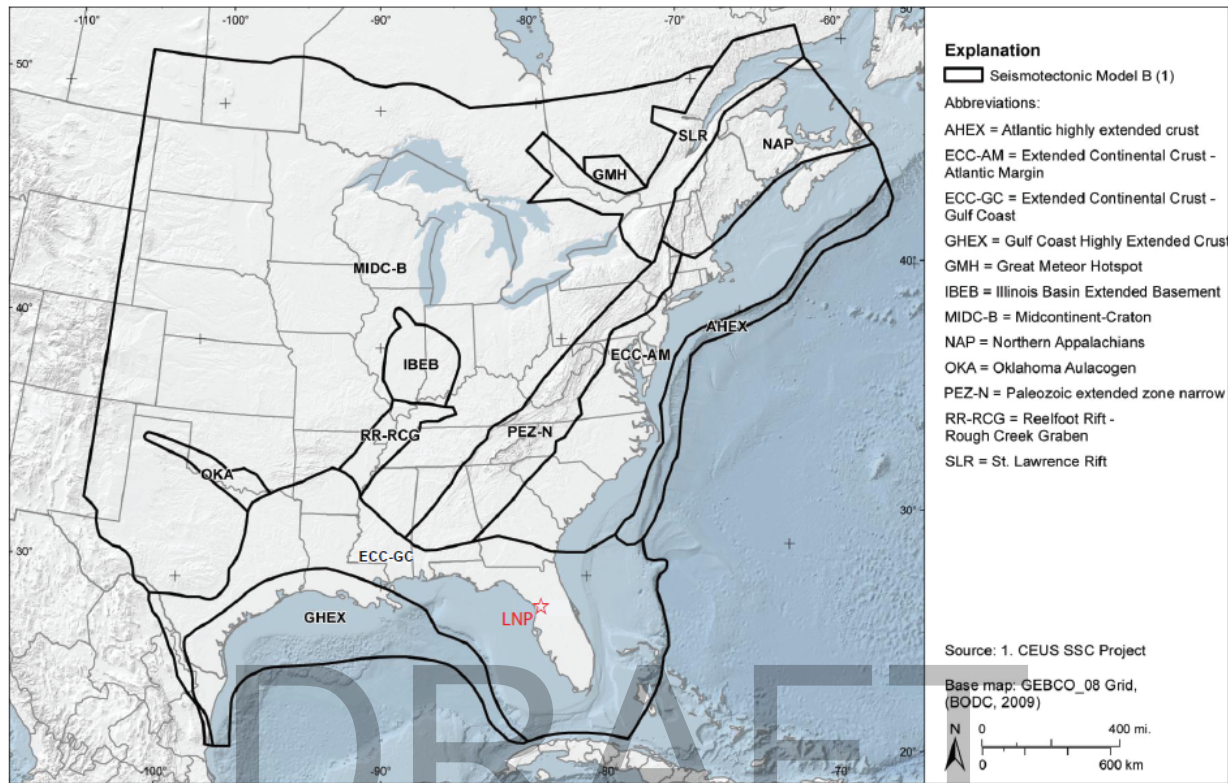 -110°
-100°
-90°
-80°
-70°
-60°
50°
50°
SLR
NAP
GMH
40°
40°
MIDC-B
AHEX
ECC-AM
IBEB
RR-RCG
PEZ-N
OKA
30°
30°
ECC-GC
GHEX
LNP
DRAFT
20°
-100°
-90°
-80°
-70°
Explanation
Seismotectonic Model B (1)
Abbreviations:
AHEX = Atlantic highly extended crust
ECC-AM = Extended Continental Crust -
Atlantic Margin
ECC-GC = Extended Continental Crust -
Gulf Coast
GHEX = Gulf Coast Highly Extended Crust
GMH = Great Meteor Hotspot
IBEB = Illinois Basin Extended Basement
MIDC-B = Midcontinent-Craton
NAP = Northern Appalachians
OKA = Oklahoma Aulacogen
PEZ-N = Paleozoic extended zone narrow
RR-RCG = Reelfoot Rift -
Rough Creek Graben
SLR = St. Lawrence Rift
Source: 1. CEUS SSC Project
Base map: GEBCO_08 Grid,
(BODC, 2009)
N
0 400 mi.
0 600 km